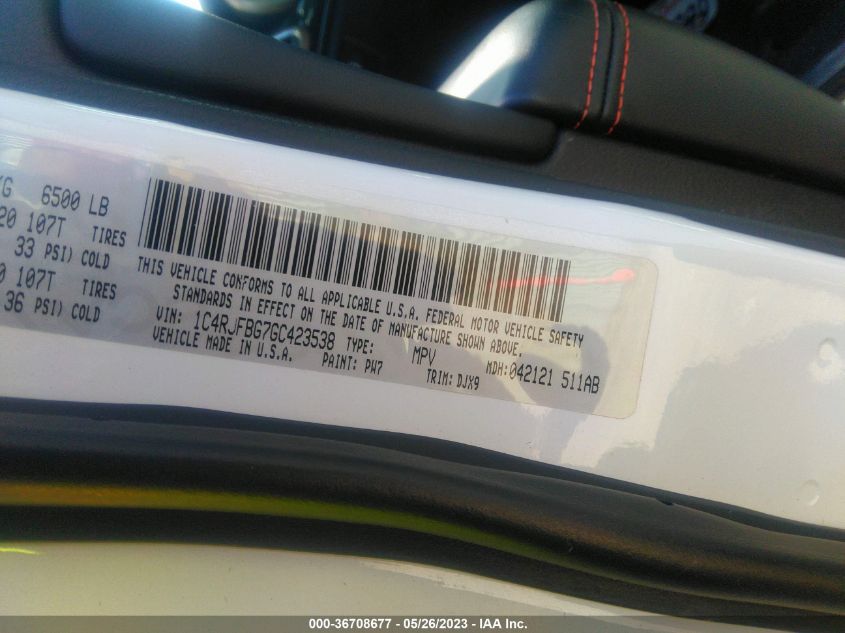 KG 6500 LB
20 107T TIRES
33 PSI) COLD
0 107T TIRES
36 PSI) COLD
THIS VEHICLE CONFORMS TO ALL APPLICABLE U.S.A. FEDERAL MOTOR VEHICLE SAFETY
STANDARDS IN EFFECT ON THE DATE OF MANUFACTURE SHOWN ABOVE.
VIN: 1C4RJFBG7GC423538 TYPE: MPV MDH: 042121 511AB
VEHICLE MADE IN U.S.A. PAINT: PW7 TRIM: DJX9
000-36708677 - 05/26/2023 - IAA Inc.